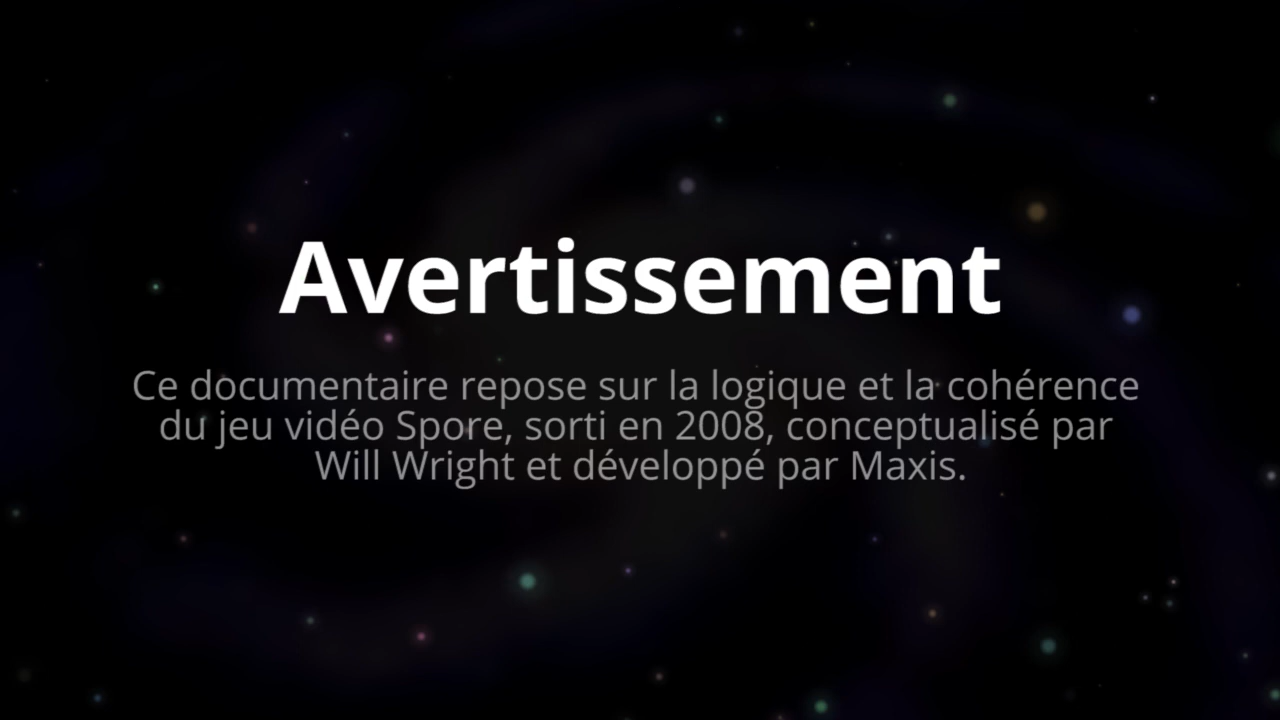 Avertissement
Ce documentaire repose sur la logique et la cohérence
du jeu vidéo Spore, sorti en 2008, conceptualisé par
Will Wright et développé par Maxis.